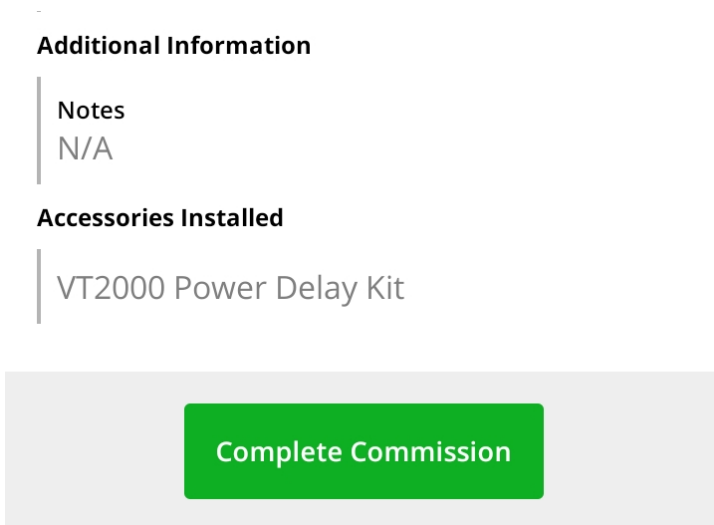 Additional Information
Notes
N/A
Accessories Installed
VT2000 Power Delay Kit
Complete Commission